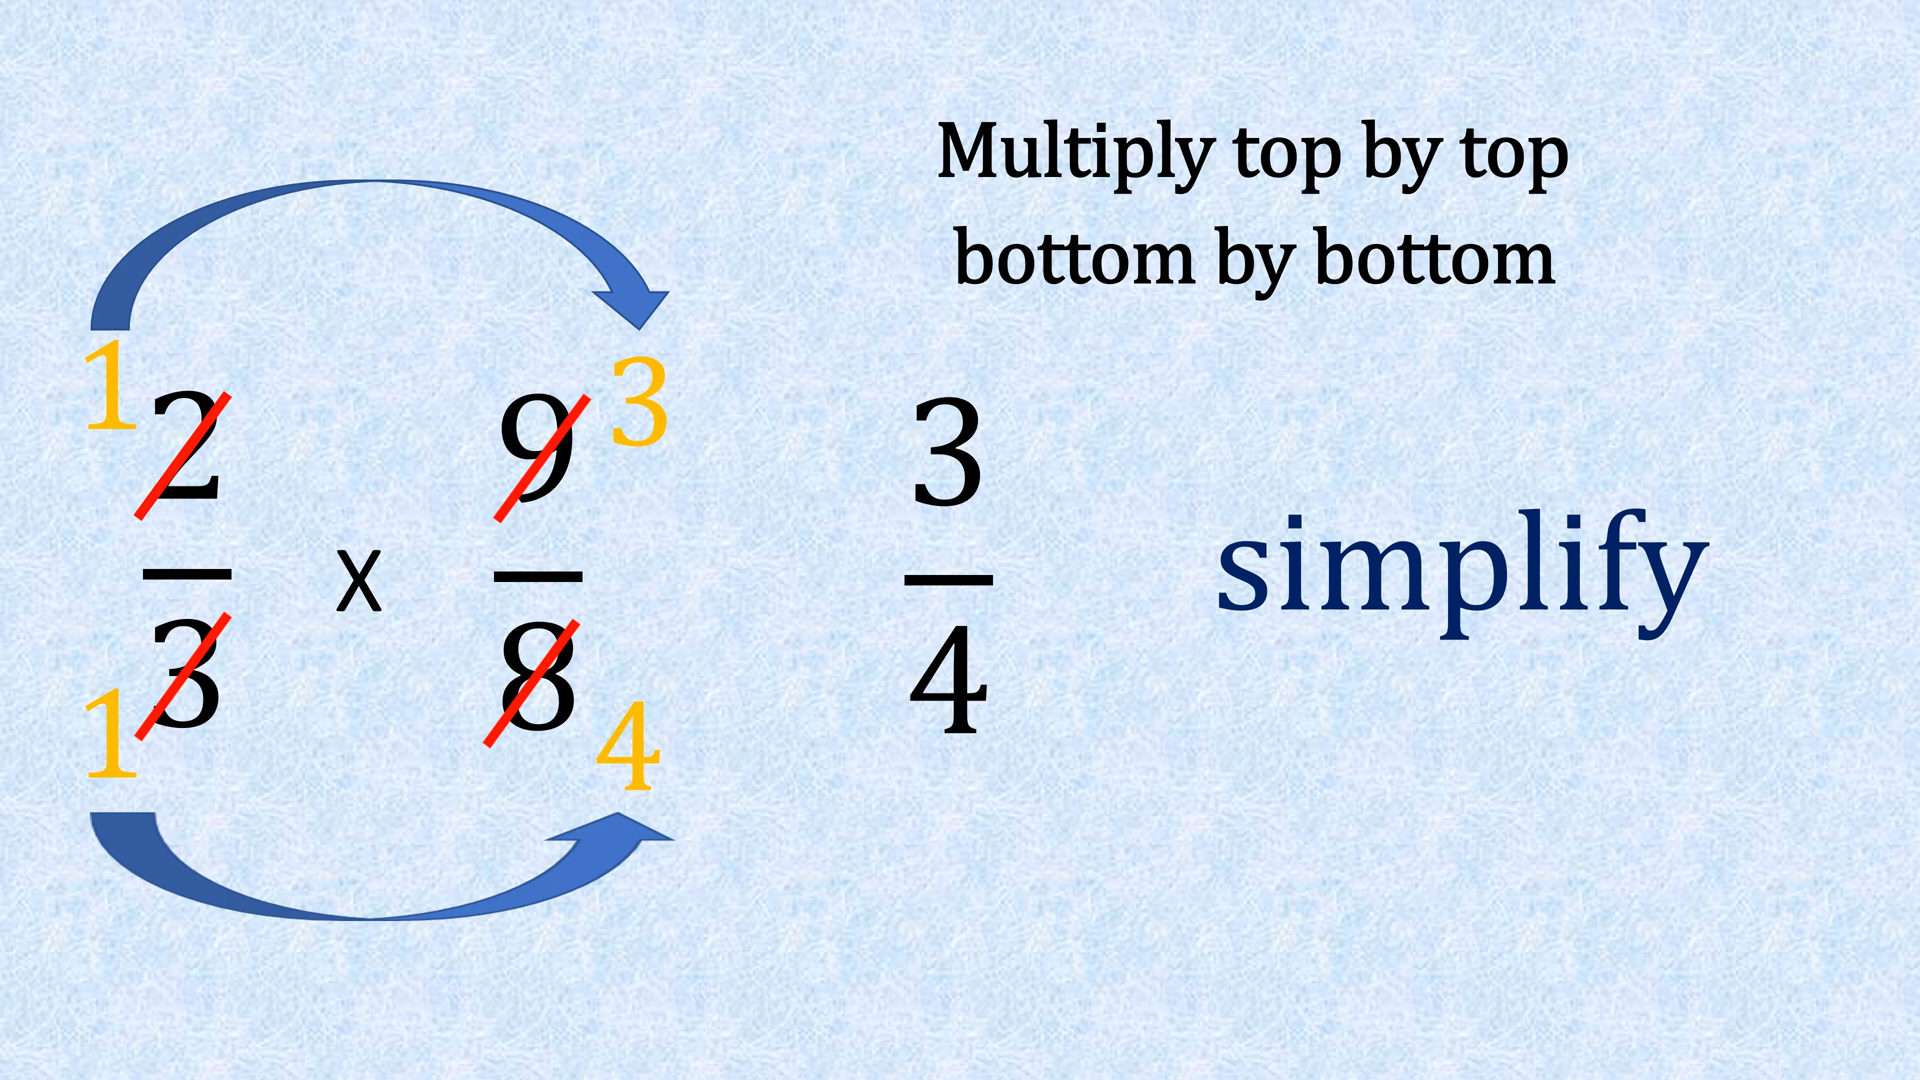 Multiply top by top
bottom by bottom
1 2 9 3
x
3 8
1 4
3
4
simplify